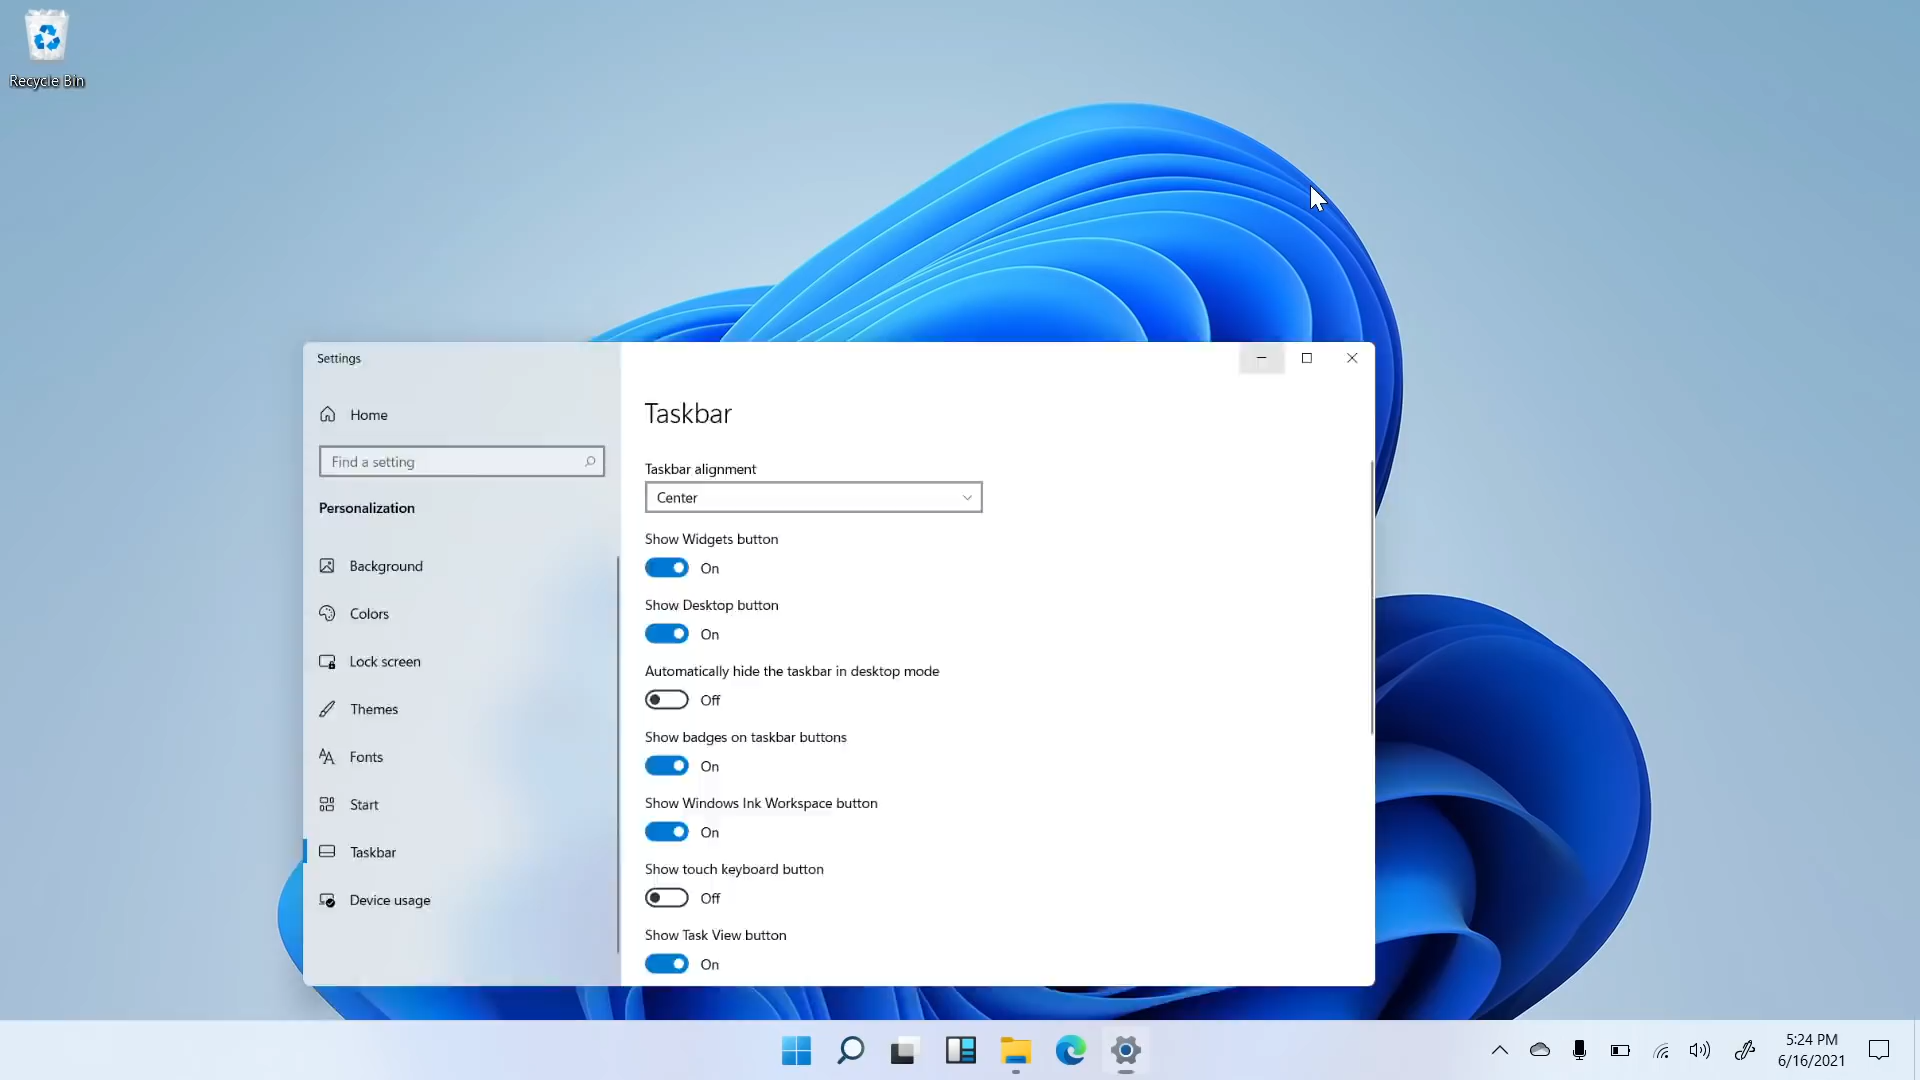 Recycle Bin
Settings
Home
Find a setting
Personalization
Background
Colors
Lock screen
Themes
Fonts
Start
Taskbar
Device usage
Taskbar
Taskbar alignment
Center
Show Widgets button
On
Show Desktop button
On
Automatically hide the taskbar in desktop mode
Off
Show badges on taskbar buttons
On
Show Windows Ink Workspace button
On
Show touch keyboard button
Off
Show Task View button
On
5:24 PM
6/16/2021